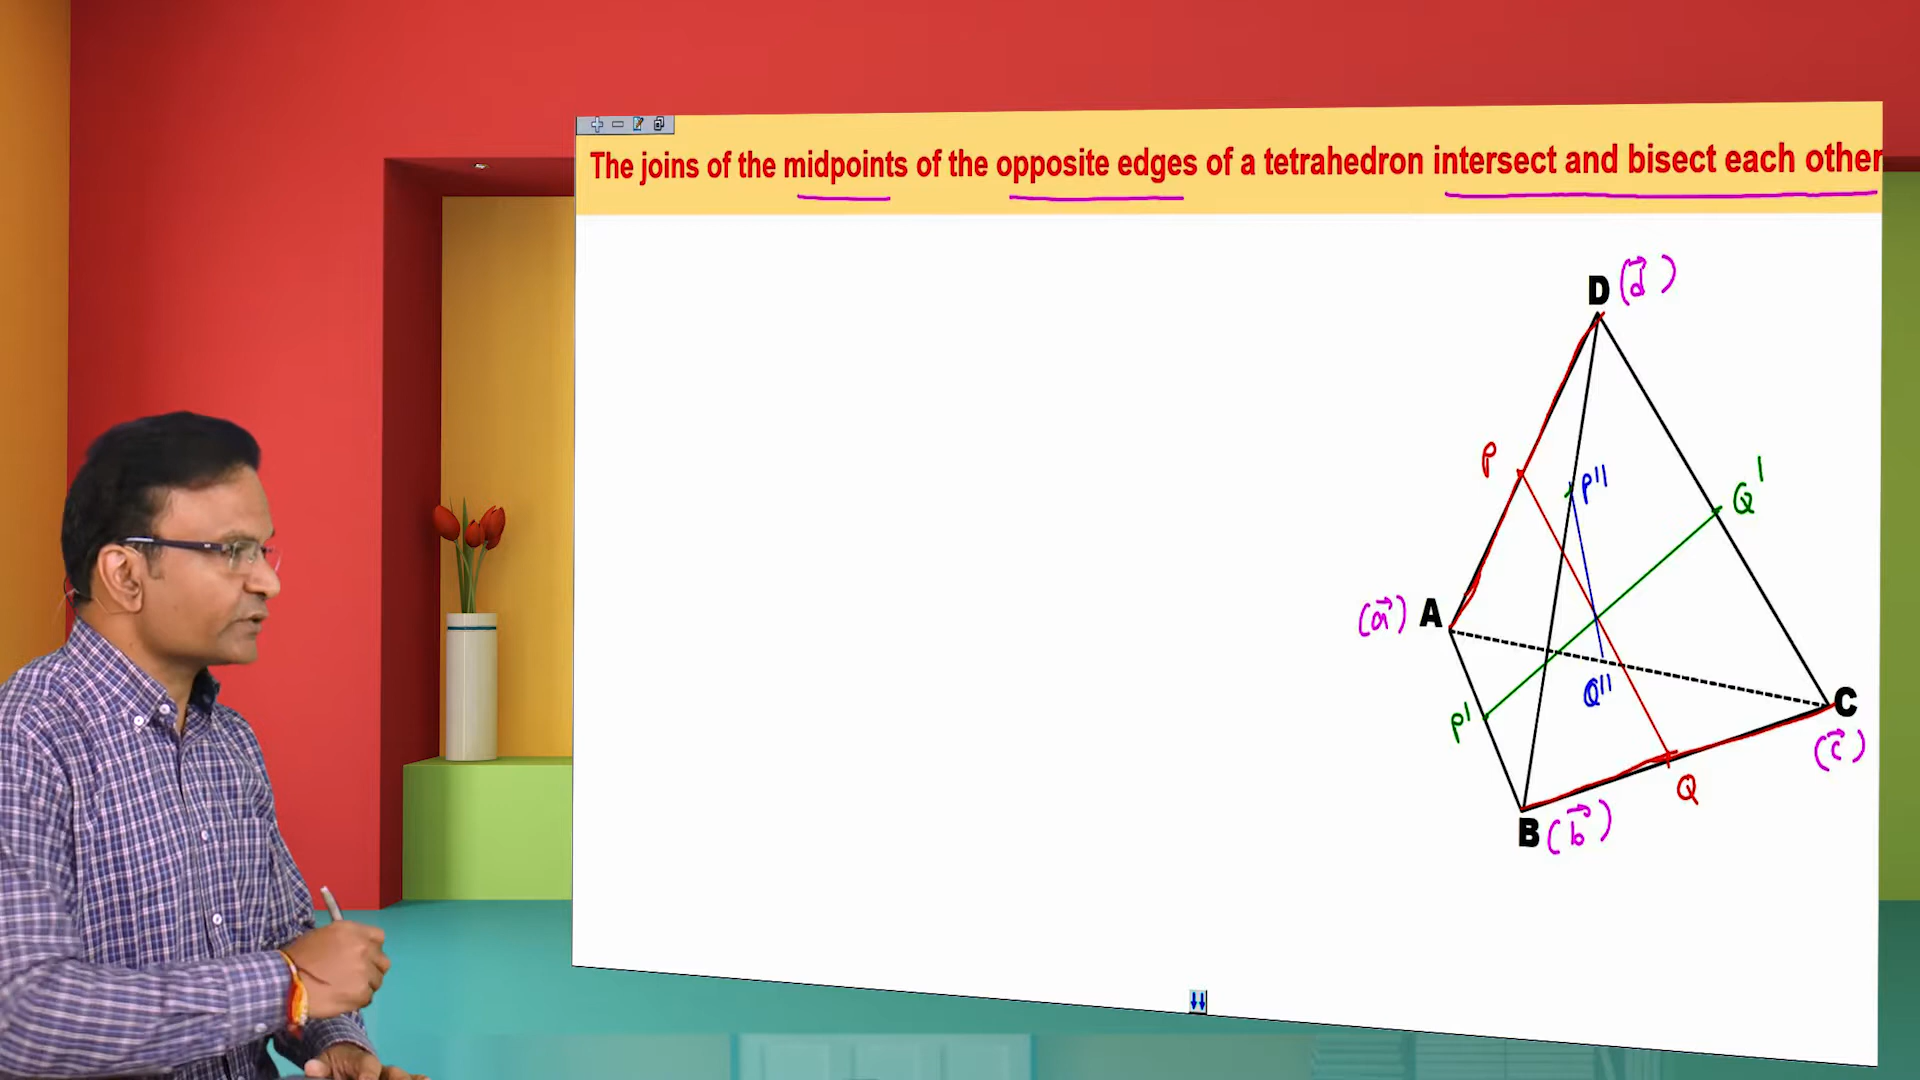 The joins of the midpoints of the opposite edges of a tetrahedron intersect and bisect each other
D (d⃗)
P
P''
Q'
(a⃗) A
Q''
P'
C
(c⃗)
Q
B (b⃗)